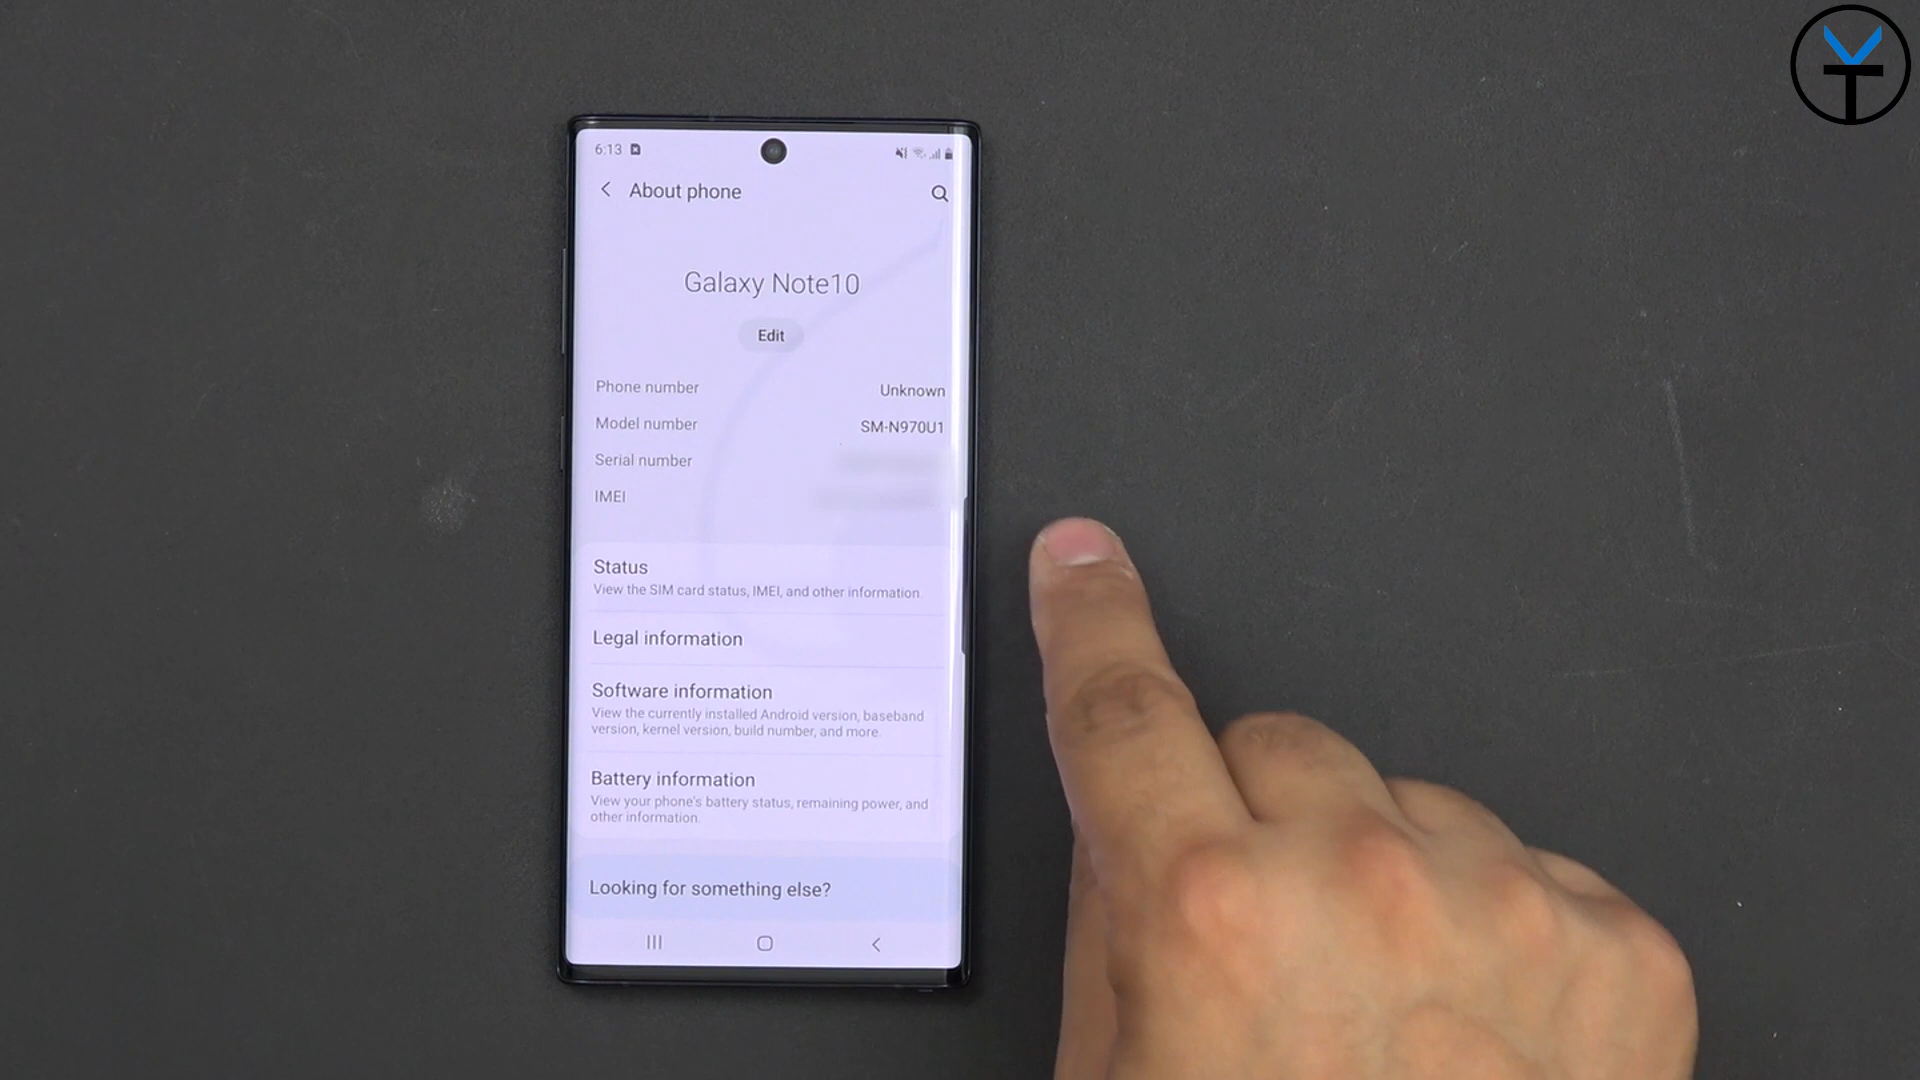 6:13
About phone
Galaxy Note10
Edit
Phone number Unknown
Model number SM-N970U1
Serial number
IMEI
Status
View the SIM card status, IMEI, and other information.
Legal information
Software information
View the currently installed Android version, baseband
version, kernel version, build number, and more.
Battery information
View your phone's battery status, remaining power, and
other information.
Looking for something else?